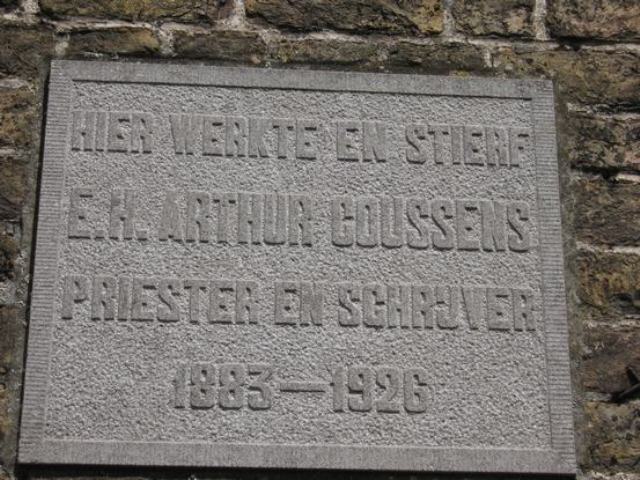 HIER WERKTE EN STIERF
E.H. ARTHUR COUSSENS
PRIESTER EN SCHRIJVER
1883—1926